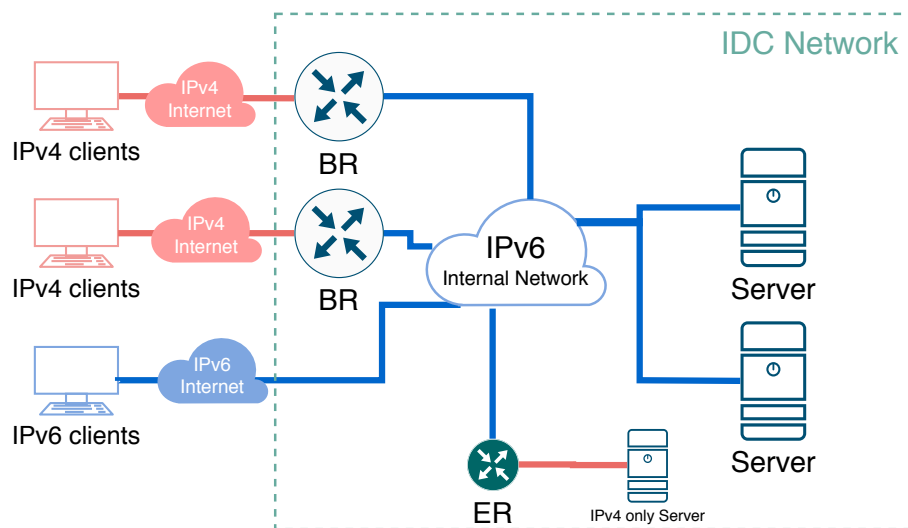 IDC Network
IPv4
Internet
IPv4 clients
BR
IPv4
Internet
IPv4 clients
BR
IPv6
Internal Network
Server
IPv6
Internet
IPv6 clients
Server
ER
IPv4 only Server